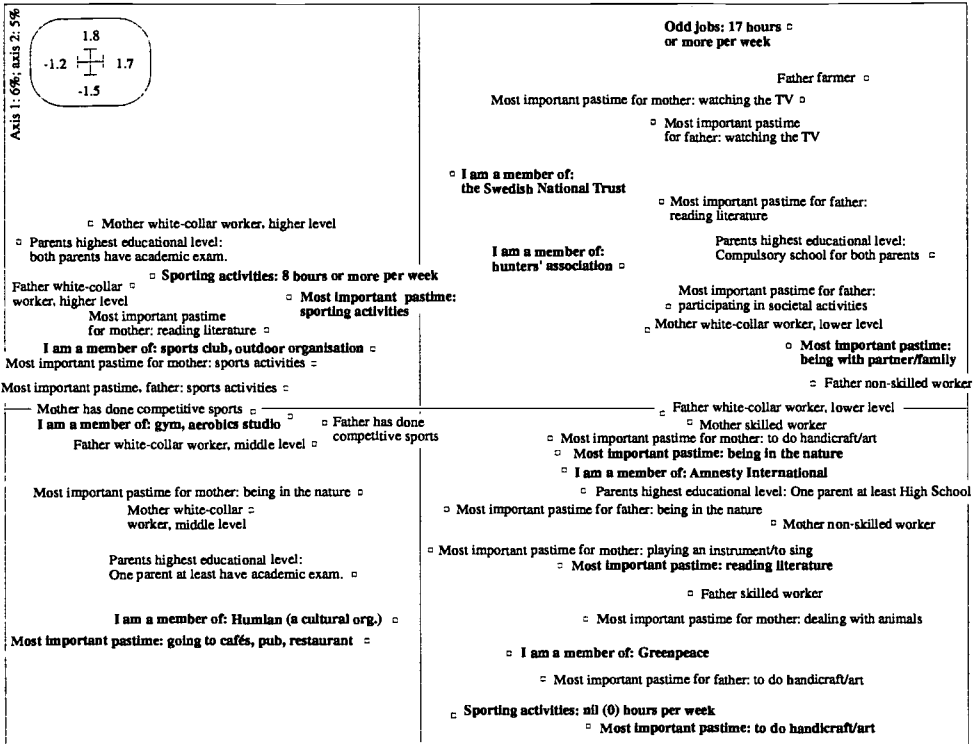 Axis 1: 6%; axis 2: 5%
1.8
-1.2 1.7
-1.5
Odd jobs: 17 hours
or more per week
Father farmer
Most important pastime for mother: watching the TV
Most important pastime
for father: watching the TV
I am a member of:
the Swedish National Trust
Most important pastime for father:
reading literature
Mother white-collar worker, higher level
Parents highest educational level:
both parents have academic exam.
I am a member of:
hunters' association
Parents highest educational level:
Compulsory school for both parents
Sporting activities: 8 hours or more per week
Father white-collar
worker, higher level
Most important pastime:
sporting activities
Most important pastime for father:
participating in societal activities
Most important pastime
for mother: reading literature
Mother white-collar worker, lower level
I am a member of: sports club, outdoor organisation
Most important pastime:
being with partner/family
Most important pastime for mother: sports activities
Most important pastime, father: sports activities
Father non-skilled worker
Mother has done competitive sports
Father white-collar worker, lower level
I am a member of: gym, aerobics studio
Father has done
competitive sports
Mother skilled worker
Father white-collar worker, middle level
Most important pastime for mother: to do handicraft/art
Most important pastime: being in the nature
I am a member of: Amnesty International
Most important pastime for mother: being in the nature
Parents highest educational level: One parent at least High School
Mother white-collar
worker, middle level
Most important pastime for father: being in the nature
Mother non-skilled worker
Most important pastime for mother: playing an instrument/to sing
Parents highest educational level:
One parent at least have academic exam.
Most important pastime: reading literature
Father skilled worker
I am a member of: Humlan (a cultural org.)
Most important pastime for mother: dealing with animals
Most important pastime: going to cafés, pub, restaurant
I am a member of: Greenpeace
Most important pastime for father: to do handicraft/art
Sporting activities: nil (0) hours per week
Most important pastime: to do handicraft/art